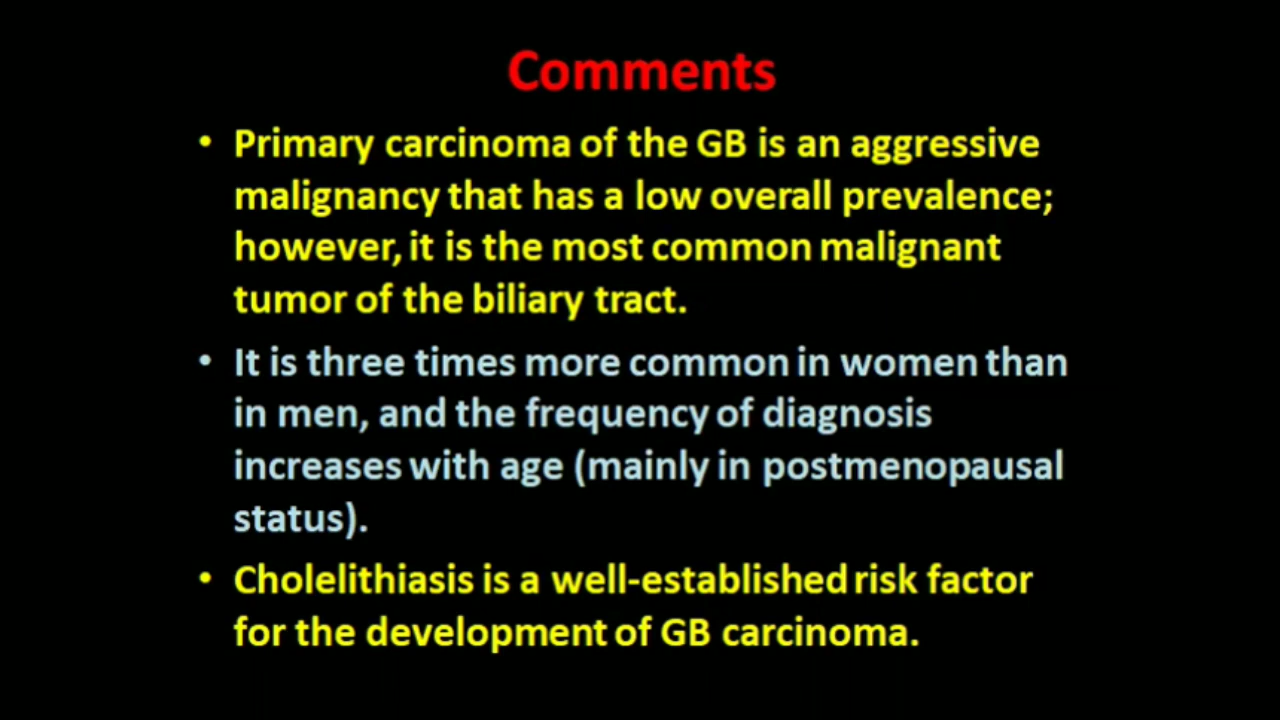 Comments
• Primary carcinoma of the GB is an aggressive
malignancy that has a low overall prevalence;
however, it is the most common malignant
tumor of the biliary tract.
• It is three times more common in women than
in men, and the frequency of diagnosis
increases with age (mainly in postmenopausal
status).
• Cholelithiasis is a well-established risk factor
for the development of GB carcinoma.